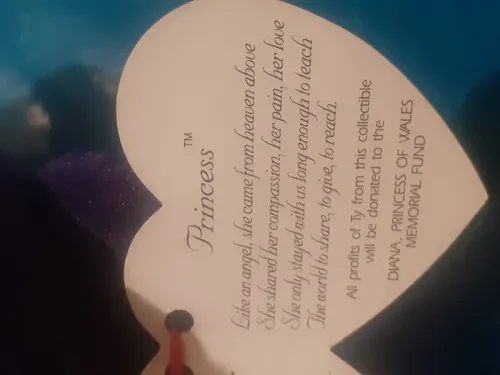 Princess™
Like an angel, she came from heaven above
She shared her compassion, her pain, her love
She only stayed with us long enough to teach
The world to share, to give, to reach.
All profits of Ty from this collectible
will be donated to the
DIANA, PRINCESS OF WALES
MEMORIAL FUND